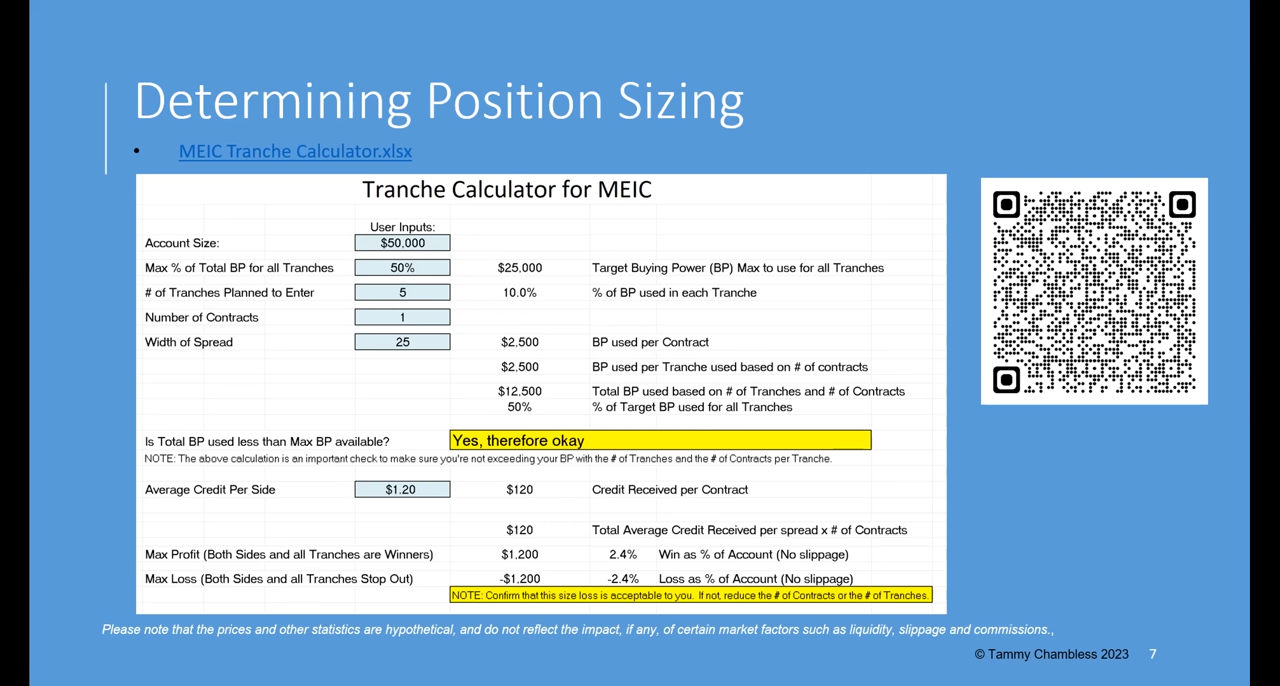 Determining Position Sizing
• MEIC Tranche Calculator.xlsx
Tranche Calculator for MEIC
User Inputs:
Account Size: $50,000
Max % of Total BP for all Tranches 50% $25,000 Target Buying Power (BP) Max to use for all Tranches
# of Tranches Planned to Enter 5 10.0% % of BP used in each Tranche
Number of Contracts 1
Width of Spread 25 $2,500 BP used per Contract
$2,500 BP used per Tranche used based on # of contracts
$12,500 Total BP used based on # of Tranches and # of Contracts
50% % of Target BP used for all Tranches
Is Total BP used less than Max BP available? Yes, therefore okay
NOTE: The above calculation is an important check to make sure you're not exceeding your BP with the # of Tranches and the # of Contracts per Tranche.
Average Credit Per Side $1.20 $120 Credit Received per Contract
$120 Total Average Credit Received per spread x # of Contracts
Max Profit (Both Sides and all Tranches are Winners) $1,200 2.4% Win as % of Account (No slippage)
Max Loss (Both Sides and all Tranches Stop Out) -$1,200 -2.4% Loss as % of Account (No slippage)
NOTE: Confirm that this size loss is acceptable to you. If not, reduce the # of Contracts or the # of Tranches.
Please note that the prices and other statistics are hypothetical, and do not reflect the impact, if any, of certain market factors such as liquidity, slippage and commissions.,
© Tammy Chambless 2023 7